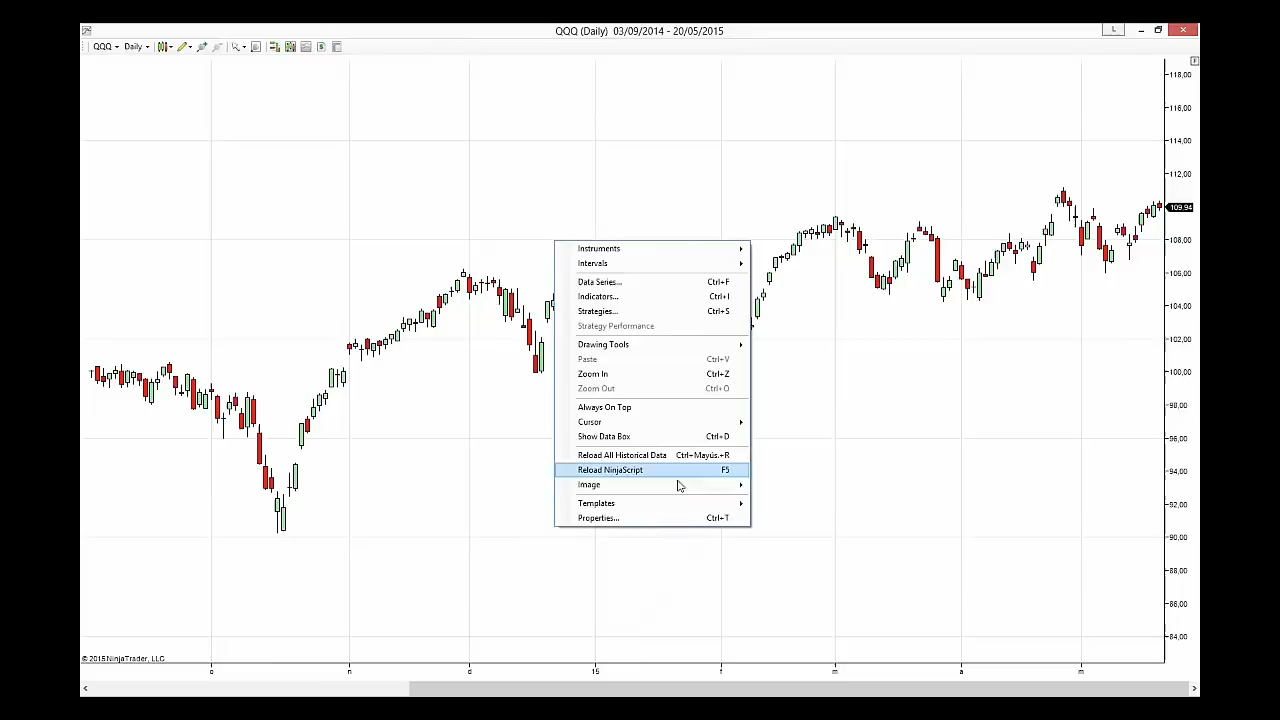 QQQ (Daily) 03/09/2014 - 20/05/2015
L
QQQ Daily
F
118,00
116,00
114,00
112,00
109,94
108,00
106,00
104,00
102,00
100,00
98,00
96,00
94,00
92,00
90,00
88,00
86,00
84,00
Instruments
Intervals
Data Series... Ctrl+F
Indicators... Ctrl+I
Strategies... Ctrl+S
Strategy Performance
Drawing Tools
Paste Ctrl+V
Zoom In Ctrl+Z
Zoom Out Ctrl+O
Always On Top
Cursor
Show Data Box Ctrl+D
Reload All Historical Data Ctrl+Mayús.+R
Reload NinjaScript F5
Image
Templates
Properties... Ctrl+T
© 2015 NinjaTrader, LLC
o n d 15 f m a m